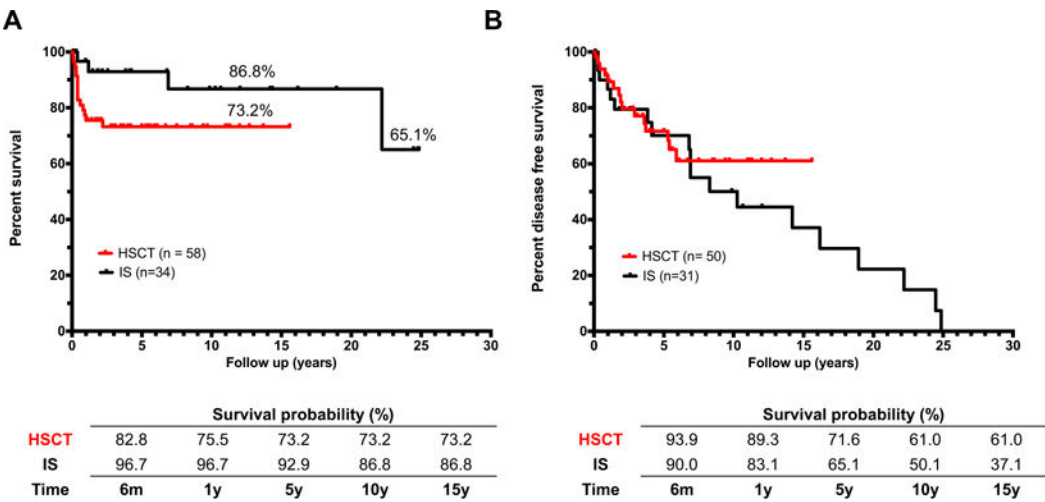 A
B
100
80
60
40
20
0
Percent survival
86.8%
73.2%
65.1%
HSCT (n = 58)
IS (n=34)
0 5 10 15 20 25 30
Follow up (years)
100
80
60
40
20
0
Percent disease free survival
HSCT (n= 50)
IS (n=31)
0 5 10 15 20 25 30
Follow up (years)
Survival probability (%)
HSCT 82.8 75.5 73.2 73.2 73.2
IS 96.7 96.7 92.9 86.8 86.8
Time 6m 1y 5y 10y 15y
Survival probability (%)
HSCT 93.9 89.3 71.6 61.0 61.0
IS 90.0 83.1 65.1 50.1 37.1
Time 6m 1y 5y 10y 15y